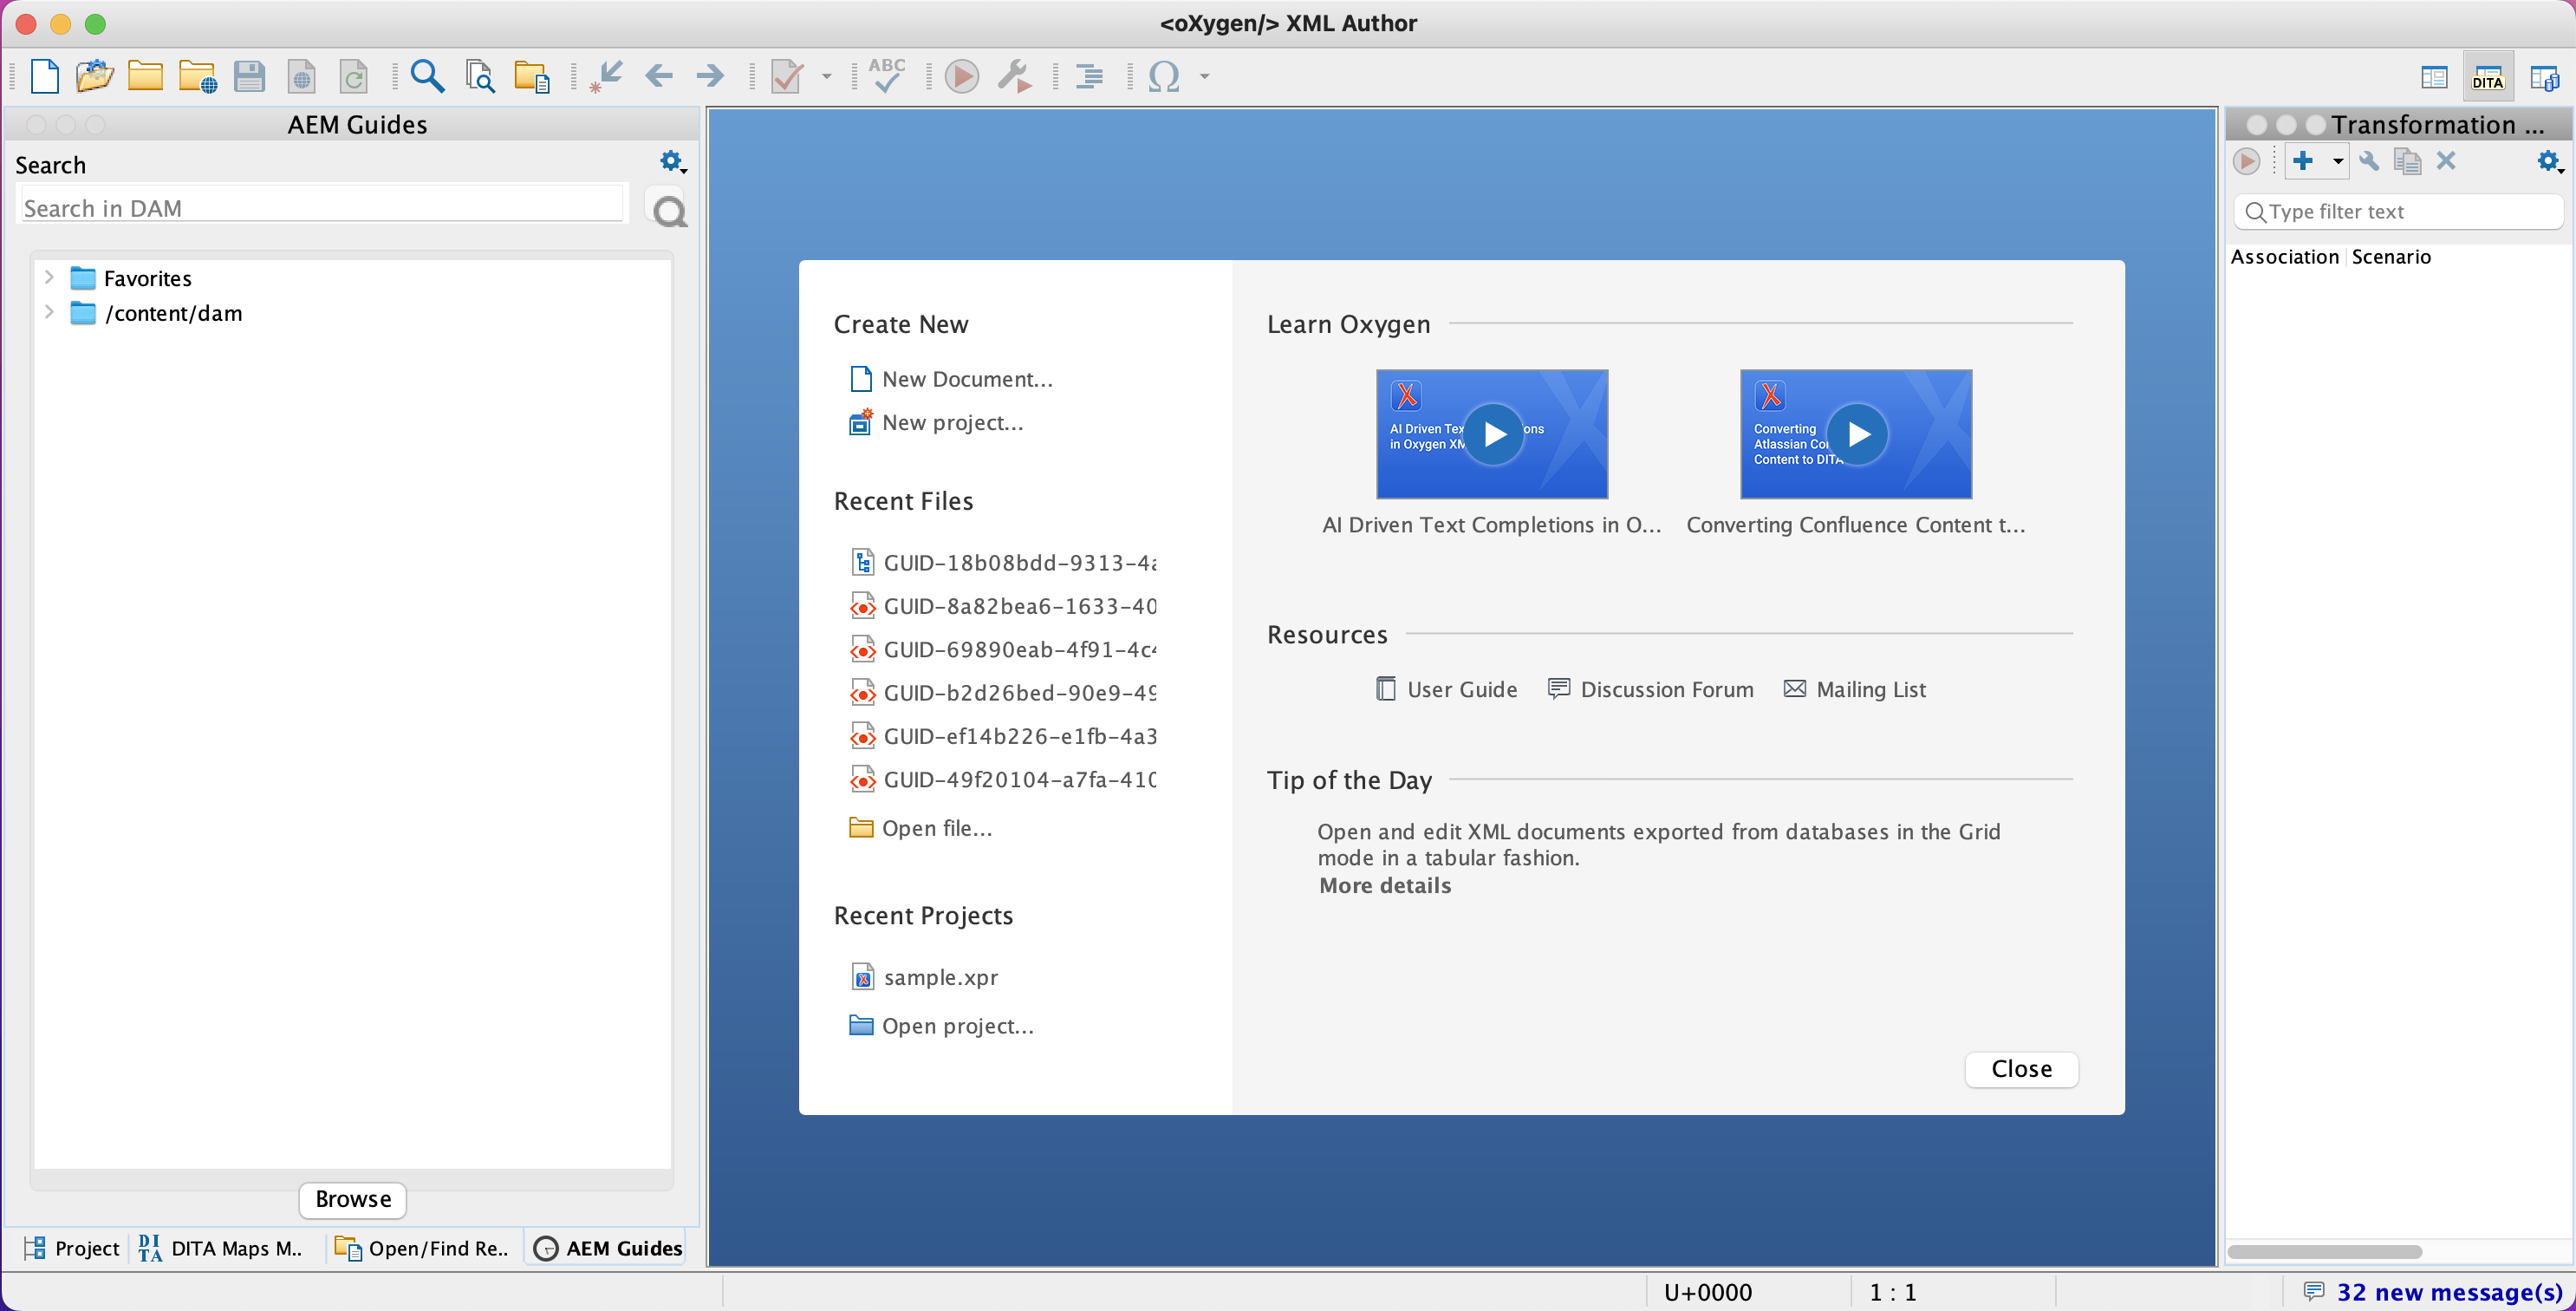 <oXygen/> XML Author
ABC
DITA
AEM Guides
Search
Search in DAM
Favorites
/content/dam
Browse
Create New
New Document...
New project...
Recent Files
GUID-18b08bdd-9313-4a
GUID-8a82bea6-1633-40
GUID-69890eab-4f91-4c4
GUID-b2d26bed-90e9-49
GUID-ef14b226-e1fb-4a3
GUID-49f20104-a7fa-410
Open file...
Recent Projects
sample.xpr
Open project...
Learn Oxygen
AI Driven Tex ons
in Oxygen XM
Converting
Atlassian Co
Content to DITA
AI Driven Text Completions in O...
Converting Confluence Content t...
Resources
User Guide
Discussion Forum
Mailing List
Tip of the Day
Open and edit XML documents exported from databases in the Grid
mode in a tabular fashion.
More details
Close
Transformation ...
Type filter text
Association Scenario
Project
DITA
DITA Maps M..
Open/Find Re..
AEM Guides
U+0000
1 : 1
32 new message(s)